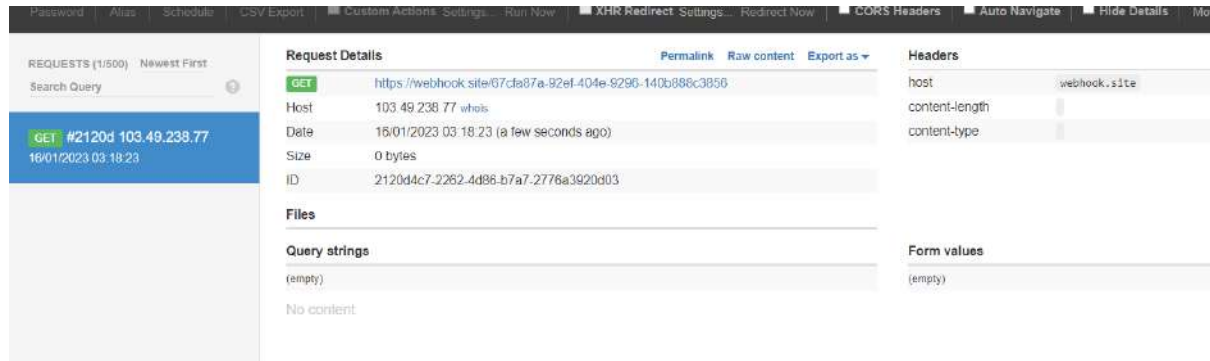 Password Alias Schedule CSV Export Custom Actions Settings... Run Now XHR Redirect Settings... Redirect Now CORS Headers Auto Navigate Hide Details Mo
REQUESTS (1/500) Newest First
Search Query
GET #2120d 103.49.238.77
16/01/2023 03:18:23
Request Details Permalink Raw content Export as
GET https://webhook.site/67cfa87a-92ef-404e-9296-140b888c3856
Host 103.49.238.77 whois
Date 16/01/2023 03:18:23 (a few seconds ago)
Size 0 bytes
ID 2120d4c7-2262-4d86-b7a7-2776a3920d03
Files
Query strings
(empty)
No content
Headers
host webhook.site
content-length
content-type
Form values
(empty)